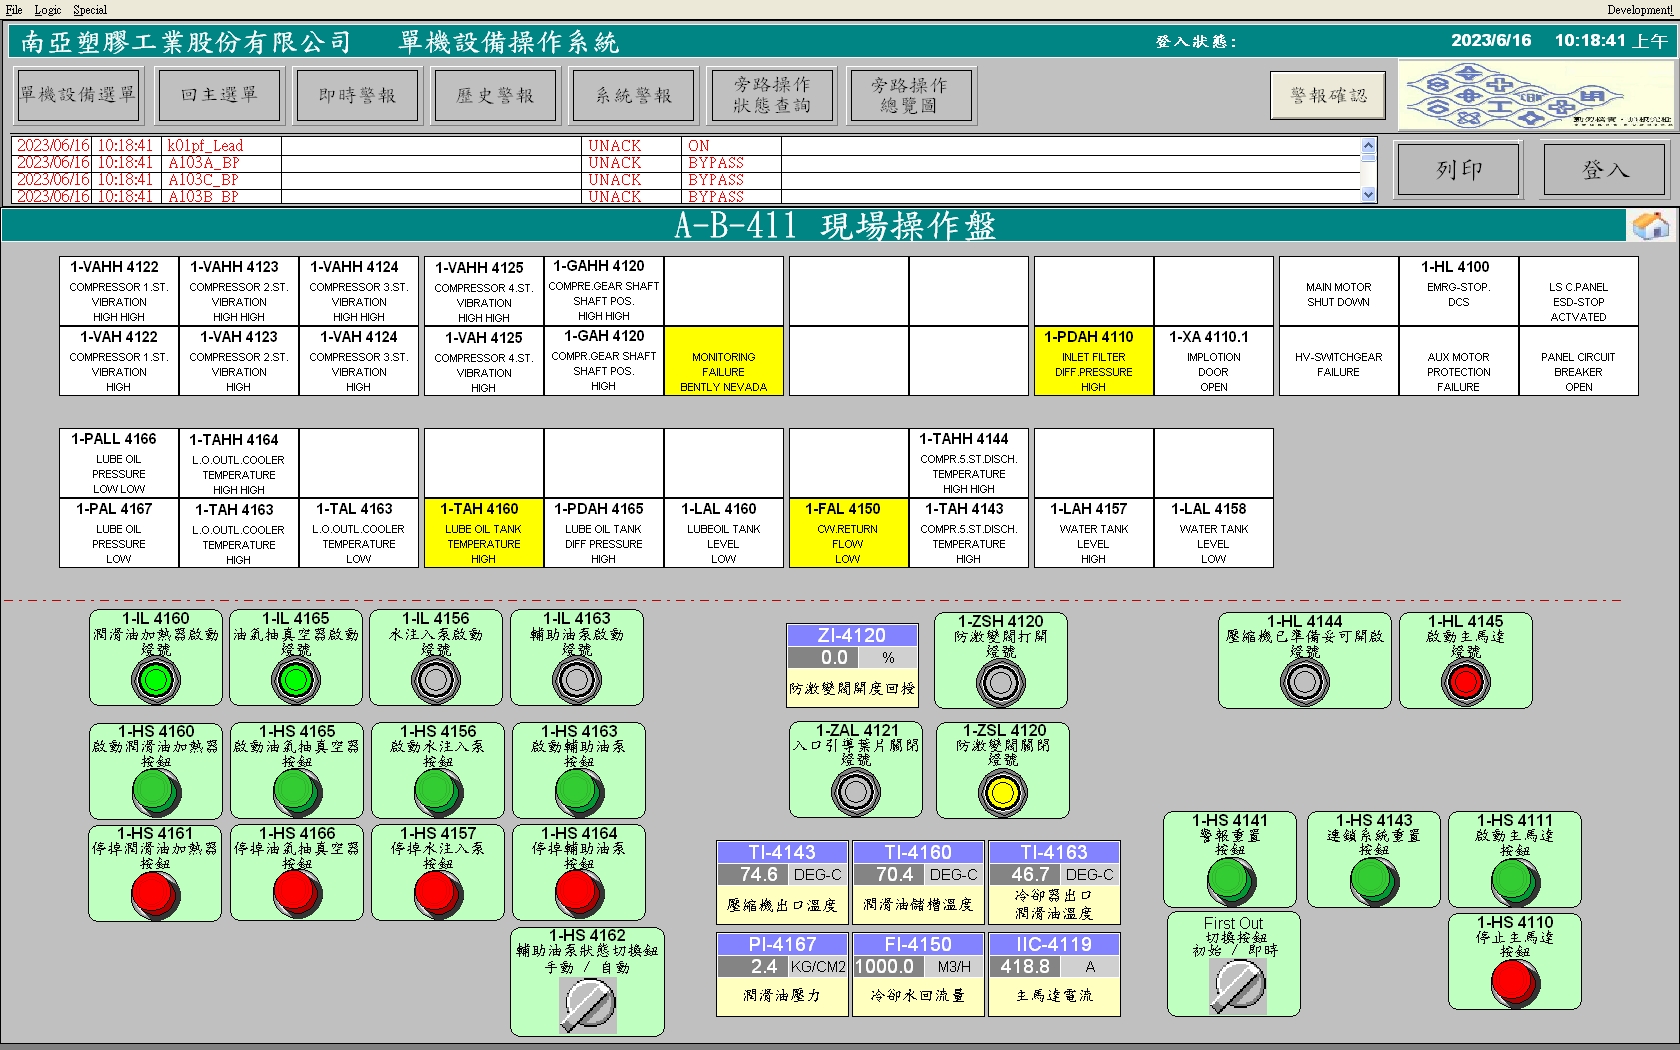 File Logic Special
Development!
南亞塑膠工業股份有限公司 單機設備操作系統
登入狀態:
2023/6/16 10:18:41 上午
單機設備選單
回主選單
即時警報
歷史警報
系統警報
旁路操作
狀態查詢
旁路操作
總覽圖
警報確認
2023/06/16 10:18:41 k01pf_Lead UNACK ON
2023/06/16 10:18:41 A103A_BP UNACK BYPASS
2023/06/16 10:18:41 A103C_BP UNACK BYPASS
2023/06/16 10:18:41 A103B_BP UNACK BYPASS
列印
登入
A-B-411 現場操作盤
1-VAHH 4122
COMPRESSOR 1.ST.
VIBRATION
HIGH HIGH
1-VAHH 4123
COMPRESSOR 2.ST.
VIBRATION
HIGH HIGH
1-VAHH 4124
COMPRESSOR 3.ST.
VIBRATION
HIGH HIGH
1-VAHH 4125
COMPRESSOR 4.ST.
VIBRATION
HIGH HIGH
1-GAHH 4120
COMPRE.GEAR SHAFT
SHAFT POS.
HIGH HIGH
MAIN MOTOR
SHUT DOWN
1-HL 4100
EMRG-STOP.
DCS
LS C.PANEL
ESD-STOP
ACTVATED
1-VAH 4122
COMPRESSOR 1.ST.
VIBRATION
HIGH
1-VAH 4123
COMPRESSOR 2.ST.
VIBRATION
HIGH
1-VAH 4124
COMPRESSOR 3.ST.
VIBRATION
HIGH
1-VAH 4125
COMPRESSOR 4.ST.
VIBRATION
HIGH
1-GAH 4120
COMPR.GEAR SHAFT
SHAFT POS.
HIGH
MONITORING
FAILURE
BENTLY NEVADA
1-PDAH 4110
INLET FILTER
DIFF.PRESSURE
HIGH
1-XA 4110.1
IMPLOTION
DOOR
OPEN
HV-SWITCHGEAR
FAILURE
AUX MOTOR
PROTECTION
FAILURE
PANEL CIRCUIT
BREAKER
OPEN
1-PALL 4166
LUBE OIL
PRESSURE
LOW LOW
1-TAHH 4164
L.O.OUTL.COOLER
TEMPERATURE
HIGH HIGH
1-TAHH 4144
COMPR.5.ST.DISCH.
TEMPERATURE
HIGH HIGH
1-PAL 4167
LUBE OIL
PRESSURE
LOW
1-TAH 4163
L.O.OUTL.COOLER
TEMPERATURE
HIGH
1-TAL 4163
L.O.OUTL.COOLER
TEMPERATURE
LOW
1-TAH 4160
LUBE OIL TANK
TEMPERATURE
HIGH
1-PDAH 4165
LUBE OIL TANK
DIFF PRESSURE
HIGH
1-LAL 4160
LUBEOIL TANK
LEVEL
LOW
1-FAL 4150
CW.RETURN
FLOW
LOW
1-TAH 4143
COMPR.5.ST.DISCH.
TEMPERATURE
HIGH
1-LAH 4157
WATER TANK
LEVEL
HIGH
1-LAL 4158
WATER TANK
LEVEL
LOW
1-IL 4160
潤滑油加熱器啟動
燈號
1-IL 4165
油氣抽真空器啟動
燈號
1-IL 4156
水注入泵啟動
燈號
1-IL 4163
輔助油泵啟動
燈號
ZI-4120
0.0 %
防激變閥開度回授
1-ZSH 4120
防激變閥打開
燈號
1-HL 4144
壓縮機已準備妥可開啟
燈號
1-HL 4145
啟動主馬達
燈號
1-HS 4160
啟動潤滑油加熱器
按鈕
1-HS 4165
啟動油氣抽真空器
按鈕
1-HS 4156
啟動水注入泵
按鈕
1-HS 4163
啟動輔助油泵
按鈕
1-ZAL 4121
入口引導葉片關閉
燈號
1-ZSL 4120
防激變閥關閉
燈號
1-HS 4161
停掉潤滑油加熱器
按鈕
1-HS 4166
停掉油氣抽真空器
按鈕
1-HS 4157
停掉水注入泵
按鈕
1-HS 4164
停掉輔助油泵
按鈕
1-HS 4141
警報重置
按鈕
1-HS 4143
連鎖系統重置
按鈕
1-HS 4111
啟動主馬達
按鈕
TI-4143
74.6 DEG-C
壓縮機出口溫度
TI-4160
70.4 DEG-C
潤滑油儲槽溫度
TI-4163
46.7 DEG-C
冷卻器出口
潤滑油溫度
1-HS 4162
輔助油泵狀態切換鈕
手動 / 自動
PI-4167
2.4 KG/CM2
潤滑油壓力
FI-4150
1000.0 M3/H
冷卻水回流量
IIC-4119
418.8 A
主馬達電流
First Out
切換按鈕
初始 / 即時
1-HS 4110
停止主馬達
按鈕